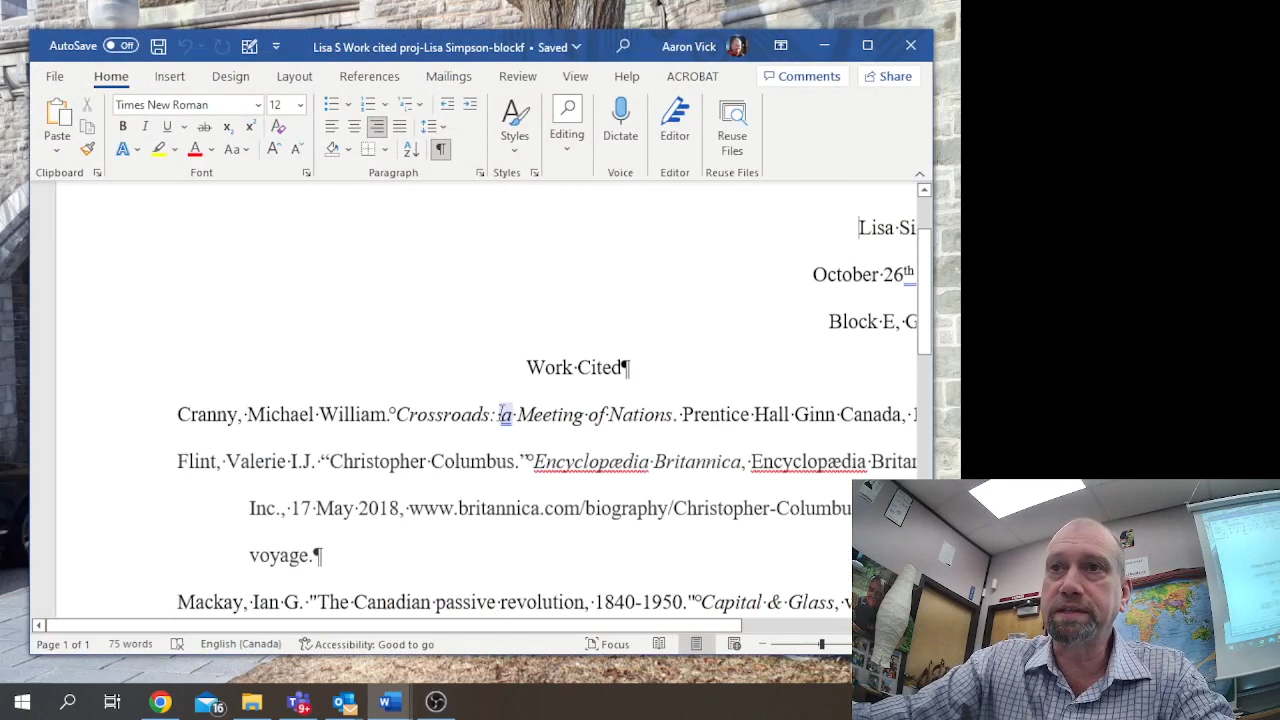 AutoSave Off Lisa S Work cited proj-Lisa Simpson-blockf • Saved Aaron Vick
File Home Insert Design Layout References Mailings Review View Help ACROBAT Comments Share
Times New Roman 12
Paste Styles Editing Dictate Editor Reuse Files
Clipboard Font Paragraph Styles Voice Editor Reuse Files
Lisa·Si
October·26th
Block·E,·G
Work·Cited¶
Cranny,·Michael·William.°Crossroads:·a·Meeting·of·Nations.·Prentice·Hall·Ginn·Canada,·1
Flint,·Valerie·I.J.·“Christopher·Columbus.”°Encyclopædia·Britannica,·Encyclopædia·Britan
Inc.,·17·May·2018,·www.britannica.com/biography/Christopher-Columbu
voyage.¶
Mackay,·Ian·G.·"The·Canadian·passive·revolution,·1840-1950."°Capital·&·Glass,·v
Page 1 of 1 75 words English (Canada) Accessibility: Good to go Focus
16 9+